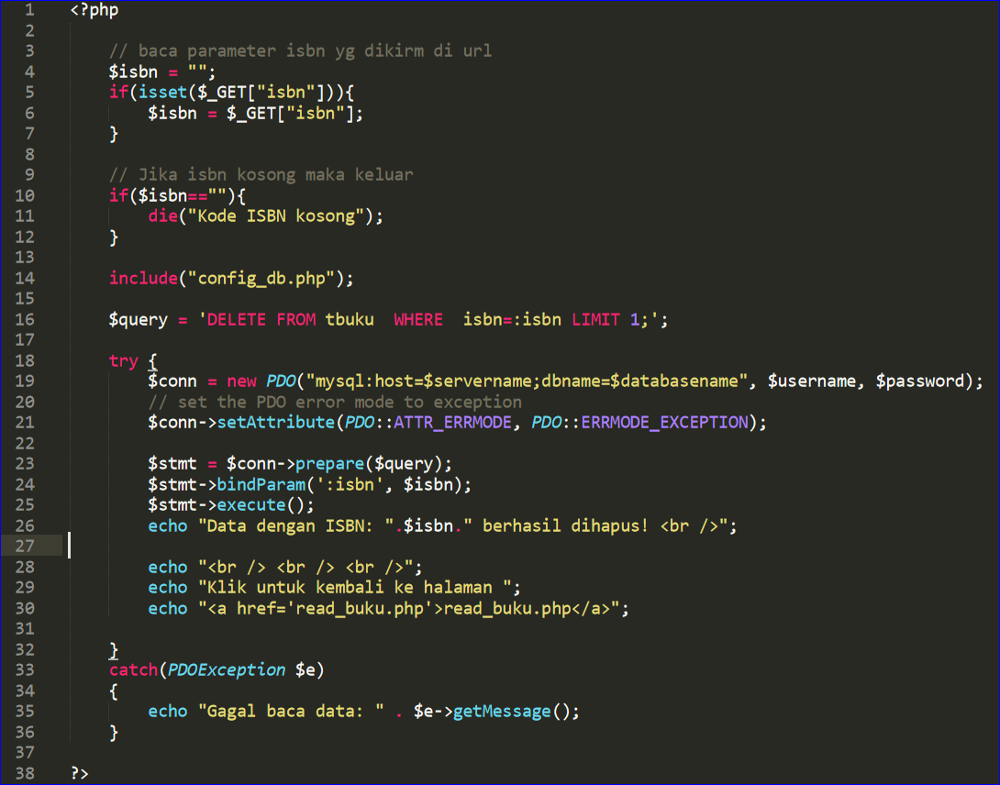 1 <?php
2
3 // baca parameter isbn yg dikirm di url
4 $isbn = "";
5 if(isset($_GET["isbn"])){
6 $isbn = $_GET["isbn"];
7 }
8
9 // Jika isbn kosong maka keluar
10 if($isbn==""){
11 die("Kode ISBN kosong");
12 }
13
14 include("config_db.php");
15
16 $query = 'DELETE FROM tbuku  WHERE  isbn=:isbn LIMIT 1;';
17
18 try {
19 $conn = new PDO("mysql:host=$servername;dbname=$databasename", $username, $password);
20 // set the PDO error mode to exception
21 $conn->setAttribute(PDO::ATTR_ERRMODE, PDO::ERRMODE_EXCEPTION);
22
23 $stmt = $conn->prepare($query);
24 $stmt->bindParam(':isbn', $isbn);
25 $stmt->execute();
26 echo "Data dengan ISBN: ".$isbn." berhasil dihapus! <br />";
27
28 echo "<br /> <br /> <br />";
29 echo "Klik untuk kembali ke halaman ";
30 echo "<a href='read_buku.php'>read_buku.php</a>";
31
32 }
33 catch(PDOException $e)
34 {
35 echo "Gagal baca data: " . $e->getMessage();
36 }
37
38 ?>